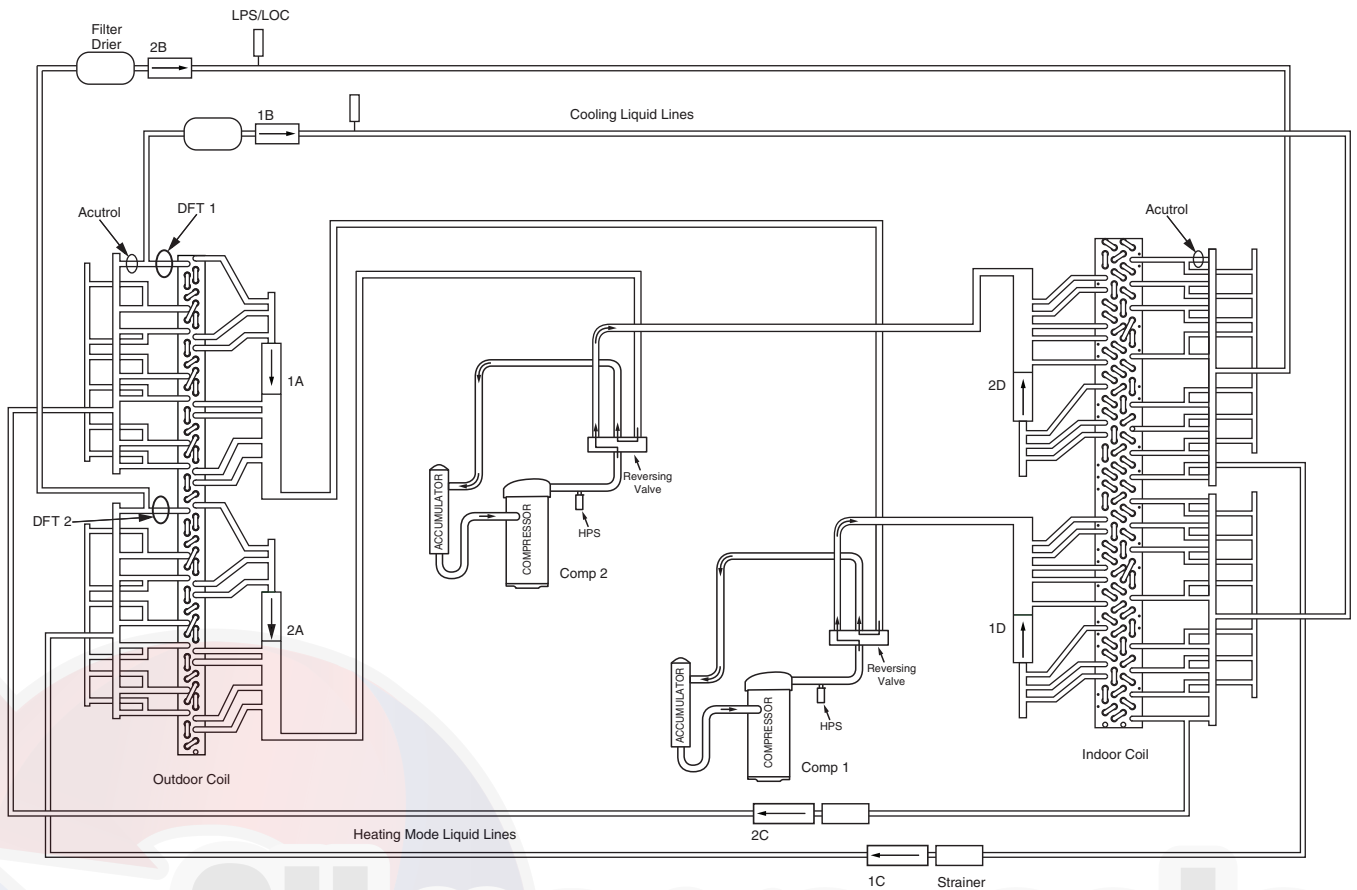 LPS/LOC
Filter
Drier
2B
1B
Cooling Liquid Lines
Acutrol
DFT 1
Acutrol
1A
2D
Reversing
Valve
ACCUMULATOR
COMPRESSOR
HPS
DFT 2
Comp 2
2A
1D
Reversing
Valve
ACCUMULATOR
COMPRESSOR
HPS
Comp 1
Indoor Coil
Outdoor Coil
Heating Mode Liquid Lines
2C
1C
Strainer